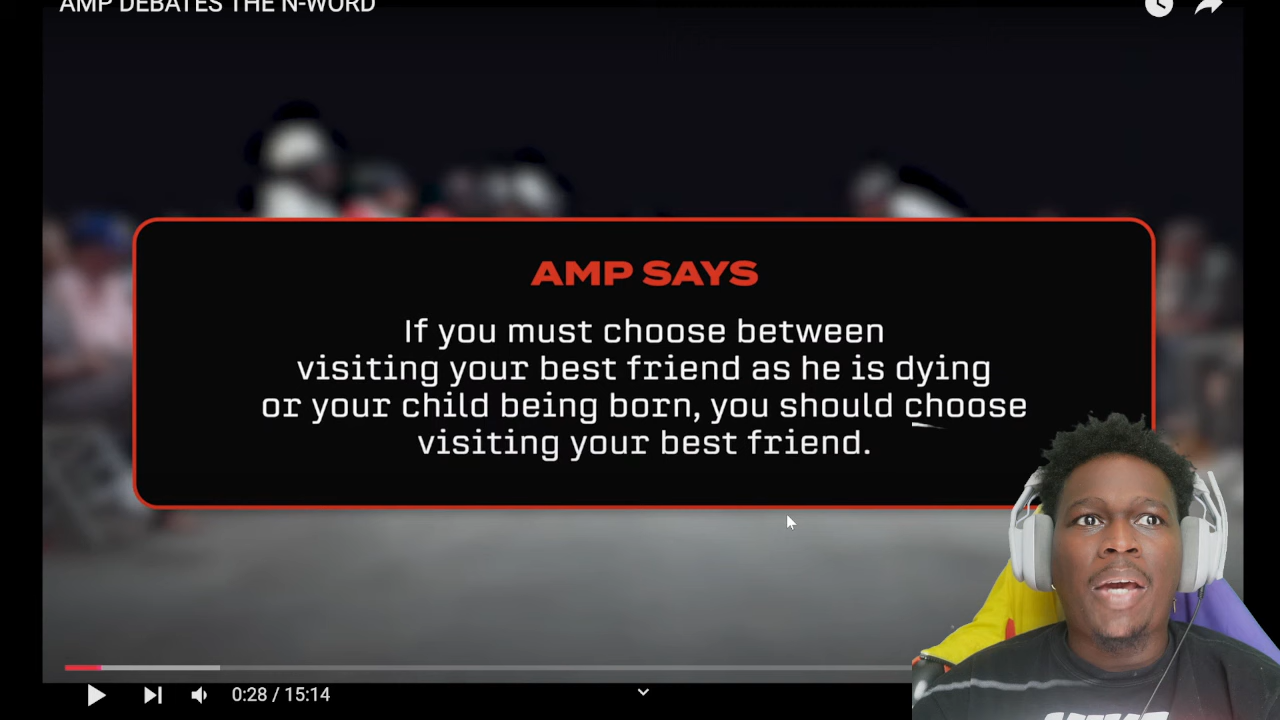 AMP DEBATES THE N-WORD
AMP SAYS
If you must choose between
visiting your best friend as he is dying
or your child being born, you should choose
visiting your best friend.
0:28 / 15:14